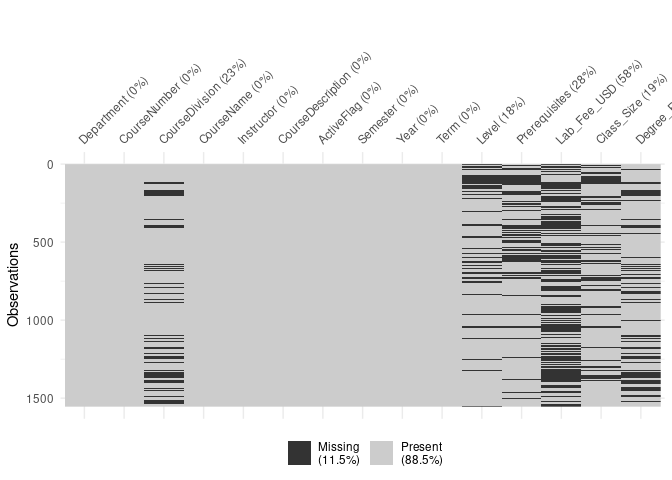 Department (0%)
CourseNumber (0%)
CourseDivision (23%)
CourseName (0%)
Instructor (0%)
CourseDescription (0%)
ActiveFlag (0%)
Semester (0%)
Year (0%)
Term (0%)
Level (18%)
Prerequisites (28%)
Lab_Fee_USD (58%)
Class_Size (19%)
Degree_
0
500
1000
1500
Observations
Missing
(11.5%)
Present
(88.5%)